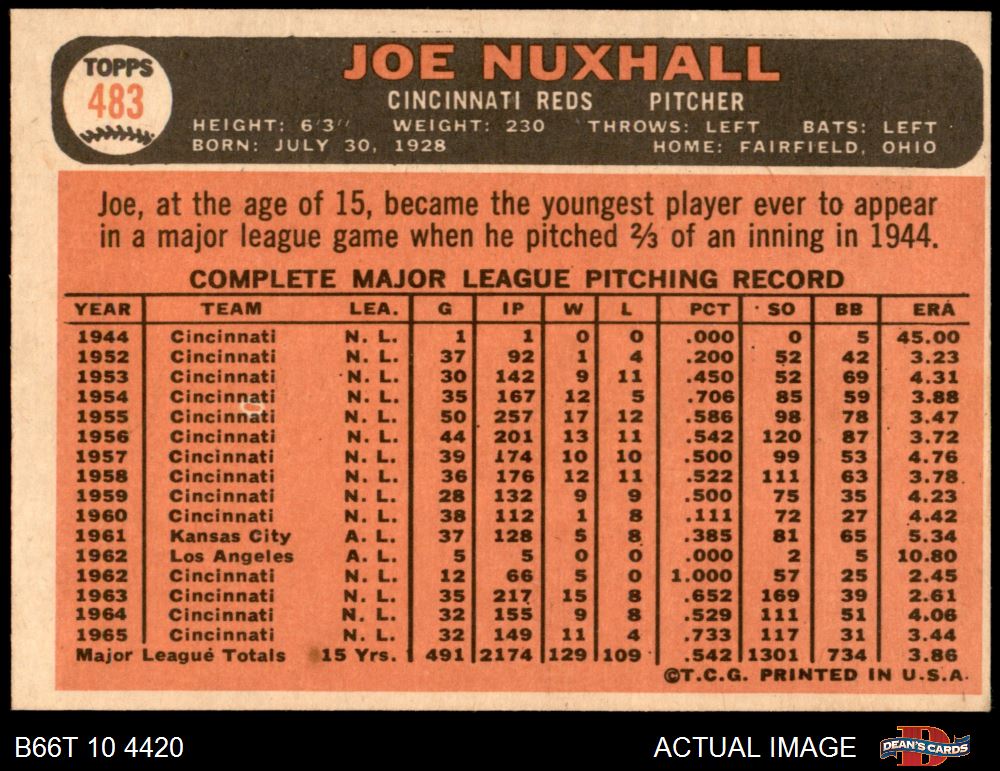 TOPPS
483
JOE NUXHALL
CINCINNATI REDS PITCHER
HEIGHT: 6'3" WEIGHT: 230 THROWS: LEFT BATS: LEFT
BORN: JULY 30, 1928 HOME: FAIRFIELD, OHIO
Joe, at the age of 15, became the youngest player ever to appear
in a major league game when he pitched ⅔ of an inning in 1944.
COMPLETE MAJOR LEAGUE PITCHING RECORD
YEAR TEAM LEA. G IP W L PCT SO BB ERA
1944 Cincinnati N. L. 1 1 0 0 .000 0 5 45.00
1952 Cincinnati N. L. 37 92 1 4 .200 52 42 3.23
1953 Cincinnati N. L. 30 142 9 11 .450 52 69 4.31
1954 Cincinnati N. L. 35 167 12 5 .706 85 59 3.88
1955 Cincinnati N. L. 50 257 17 12 .586 98 78 3.47
1956 Cincinnati N. L. 44 201 13 11 .542 120 87 3.72
1957 Cincinnati N. L. 39 174 10 10 .500 99 53 4.76
1958 Cincinnati N. L. 36 176 12 11 .522 111 63 3.78
1959 Cincinnati N. L. 28 132 9 9 .500 75 35 4.23
1960 Cincinnati N. L. 38 112 1 8 .111 72 27 4.42
1961 Kansas City A. L. 37 128 5 8 .385 81 65 5.34
1962 Los Angeles A. L. 5 5 0 0 .000 2 5 10.80
1962 Cincinnati N. L. 12 66 5 0 1.000 57 25 2.45
1963 Cincinnati N. L. 35 217 15 8 .652 169 39 2.61
1964 Cincinnati N. L. 32 155 9 8 .529 111 51 4.06
1965 Cincinnati N. L. 32 149 11 4 .733 117 31 3.44
Major League Totals 15 Yrs. 491 2174 129 109 .542 1301 734 3.86
©T.C.G. PRINTED IN U.S.A.
B66T 10 4420 ACTUAL IMAGE DEAN'S CARDS